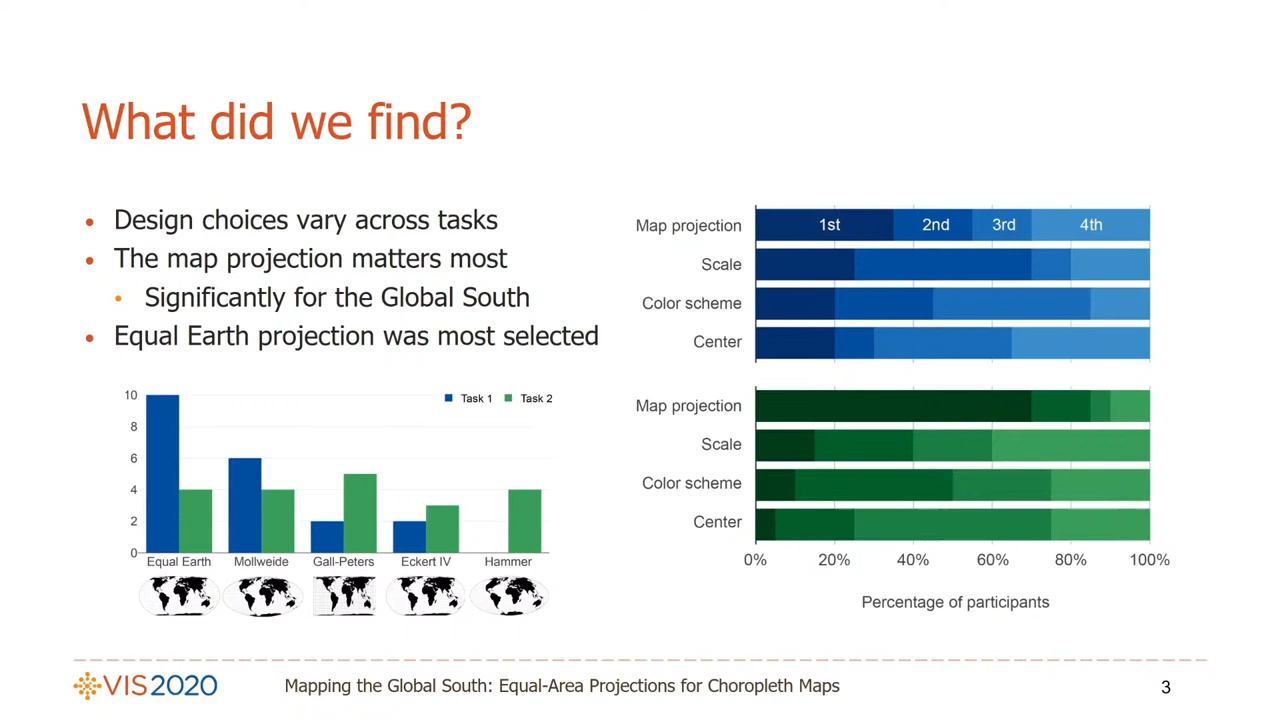 What did we find?
• Design choices vary across tasks
• The map projection matters most
• Significantly for the Global South
• Equal Earth projection was most selected
10
8
6
4
2
0
Task 1 Task 2
Equal Earth Mollweide Gall-Peters Eckert IV Hammer
Map projection 1st 2nd 3rd 4th
Scale
Color scheme
Center
Map projection
Scale
Color scheme
Center
0% 20% 40% 60% 80% 100%
Percentage of participants
VIS2020 Mapping the Global South: Equal-Area Projections for Choropleth Maps 3